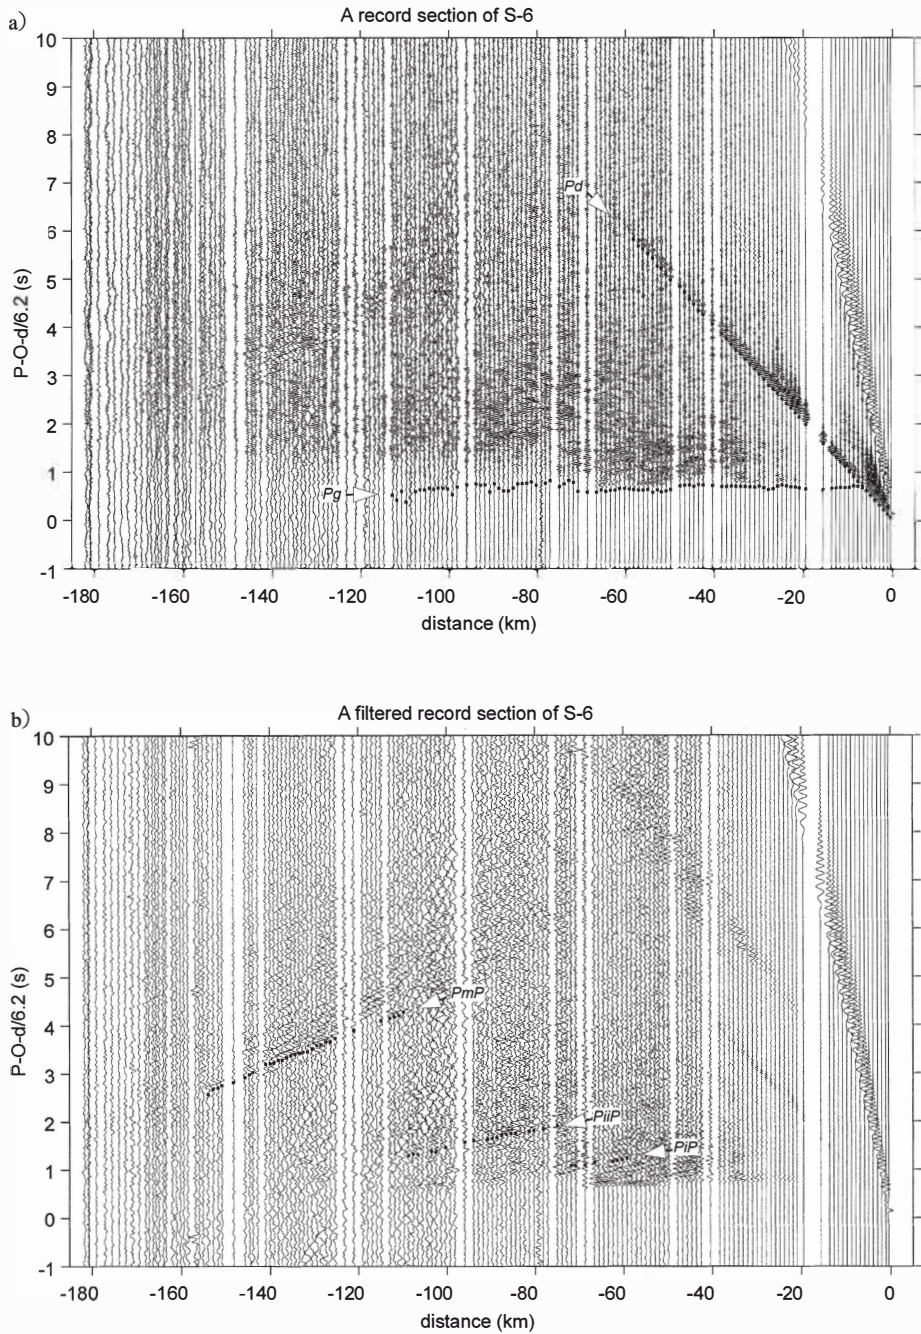 a)
A record section of S-6
10
9
8
7
6
5
4
3
2
1
0
-1
P-O-d/6.2 (s)
Pd
Pg
-180 -160 -140 -120 -100 -80 -60 -40 -20 0
distance (km)
b)
A filtered record section of S-6
10
9
8
7
6
5
4
3
2
1
0
-1
P-O-d/6.2 (s)
PmP
PiiP
PiP
-180 -160 -140 -120 -100 -80 -60 -40 -20 0
distance (km)